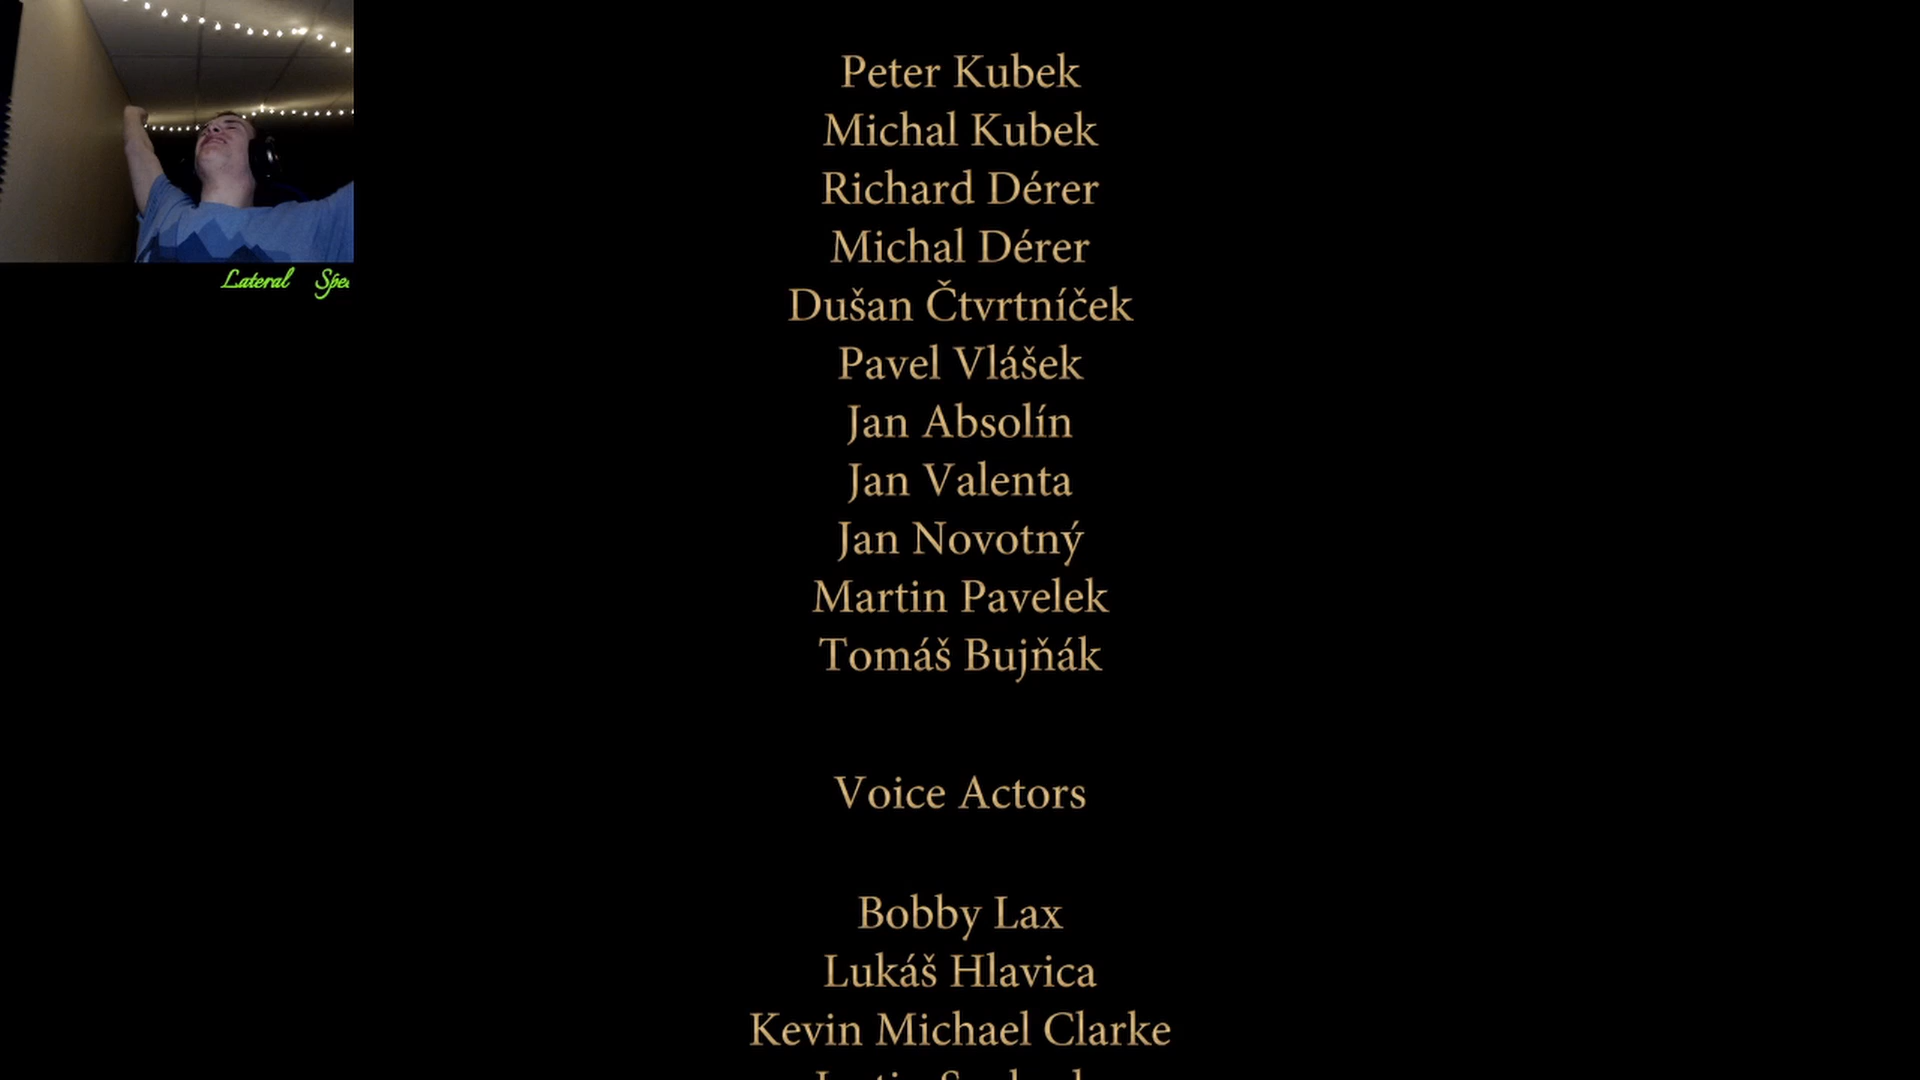 Lateral
Peter Kubek
Michal Kubek
Richard Dérer
Michal Dérer
Dušan Čtvrtníček
Pavel Vlášek
Jan Absolín
Jan Valenta
Jan Novotný
Martin Pavelek
Tomáš Bujňák
Voice Actors
Bobby Lax
Lukáš Hlavica
Kevin Michael Clarke